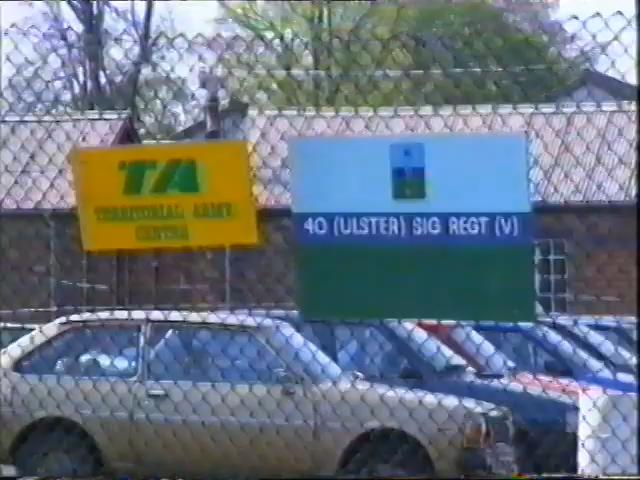 TA
TERRITORIAL ARMY
CENTRE
40 (ULSTER) SIG REGT (V)